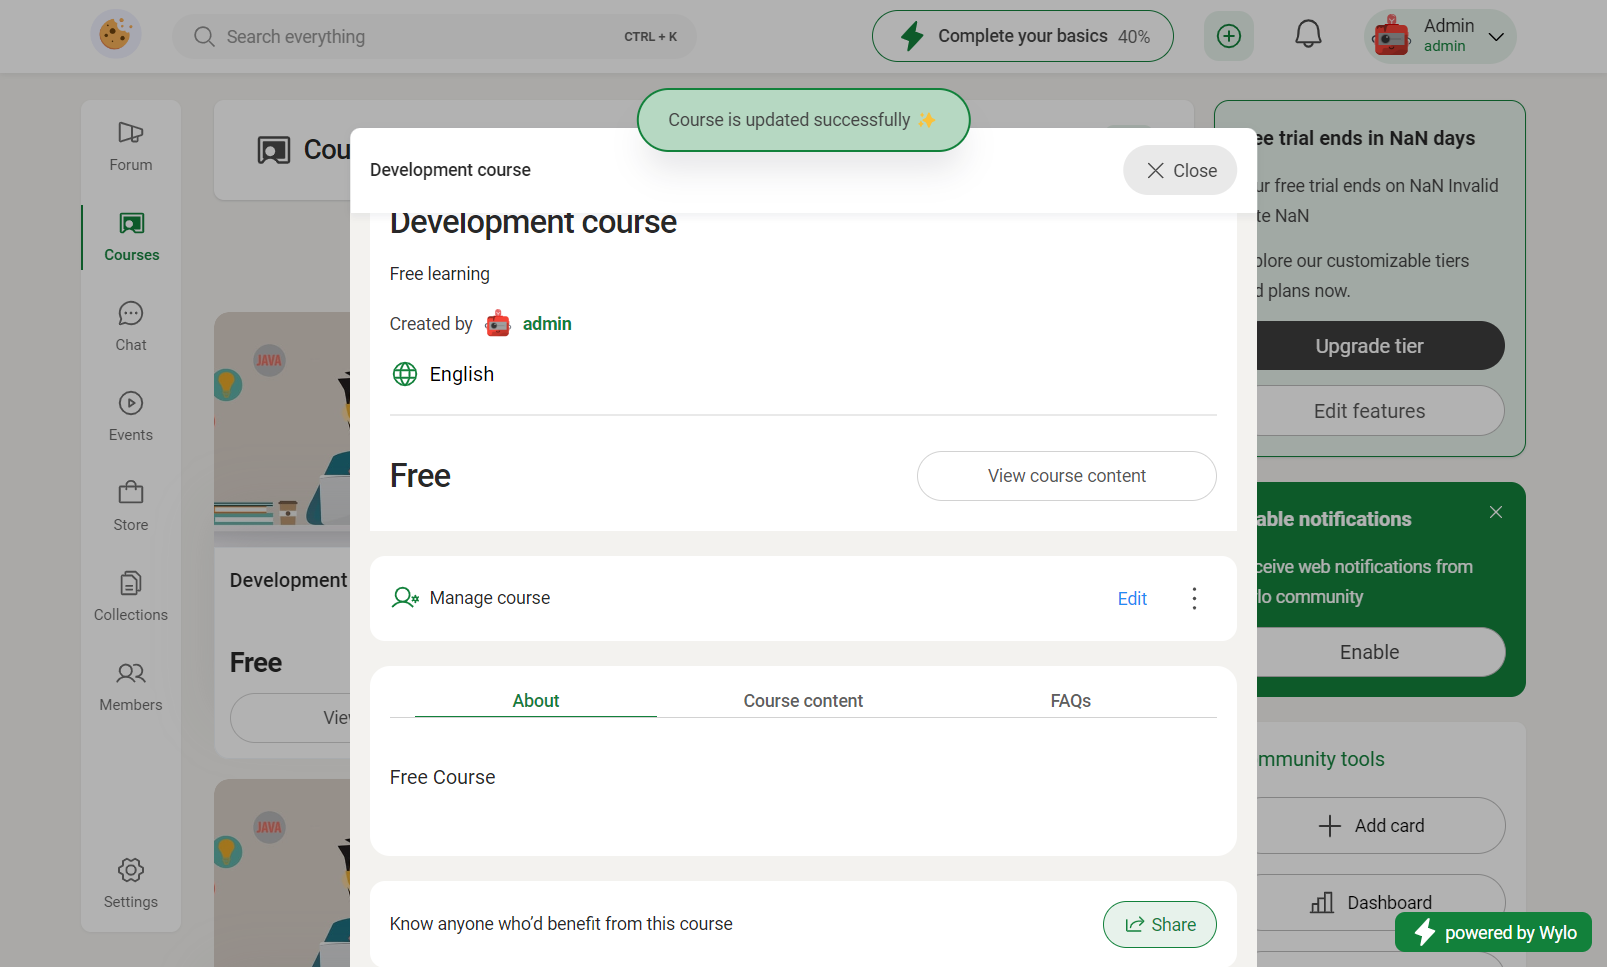 Search everything
CTRL + K
Complete your basics 40%
Admin
admin
Course is updated successfully ✨
Forum
Courses
Chat
Events
Store
Collections
Members
Settings
Cou
JAVA
Development
Free
Vie
JAVA
Development course
Close
Development course
Free learning
Created by admin
English
Free
View course content
Manage course
Edit
About
Course content
FAQs
Free Course
Know anyone who’d benefit from this course
Share
ee trial ends in NaN days
ur free trial ends on NaN Invalid
te NaN
plore our customizable tiers
d plans now.
Upgrade tier
Edit features
able notifications
ceive web notifications from
lo community
Enable
mmunity tools
Add card
Dashboard
powered by Wylo